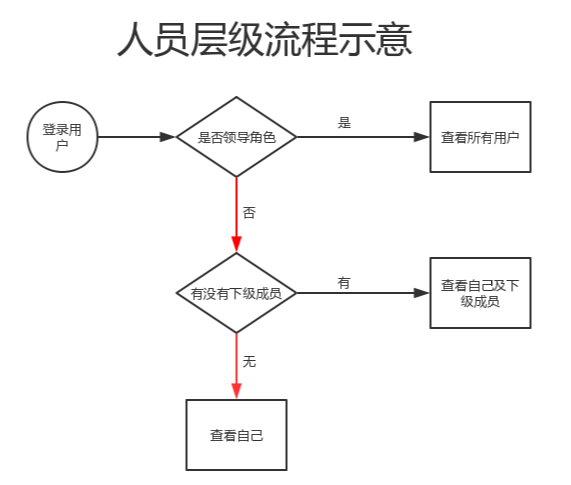 人员层级流程示意
登录用
户
是否领导角色
是
查看所有用户
否
有没有下级成员
有
查看自己及下
级成员
无
查看自己